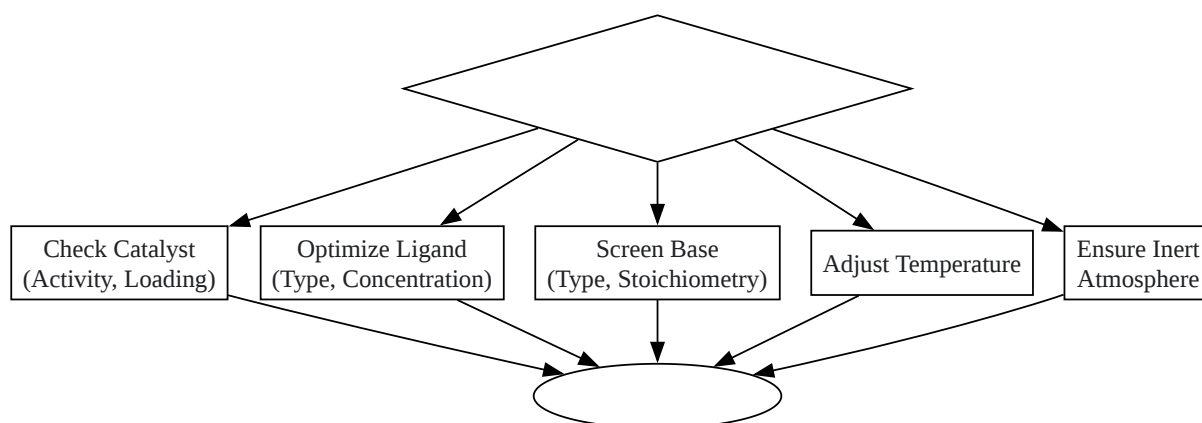 Check Catalyst
(Activity, Loading)
Optimize Ligand
(Type, Concentration)
Screen Base
(Type, Stoichiometry)
Adjust Temperature
Ensure Inert
Atmosphere